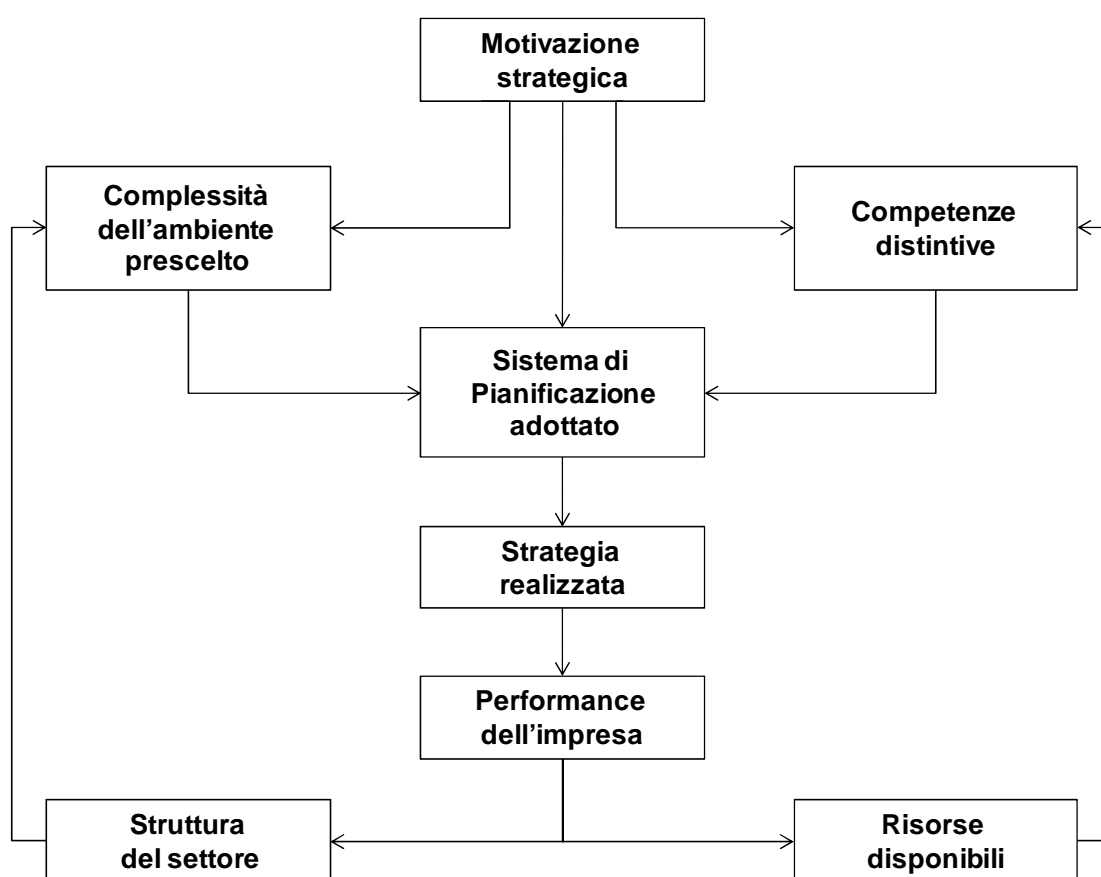 Motivazione
strategica
Complessità
dell'ambiente
prescelto
Competenze
distintive
Sistema di
Pianificazione
adottato
Strategia
realizzata
Performance
dell'impresa
Struttura
del settore
Risorse
disponibili